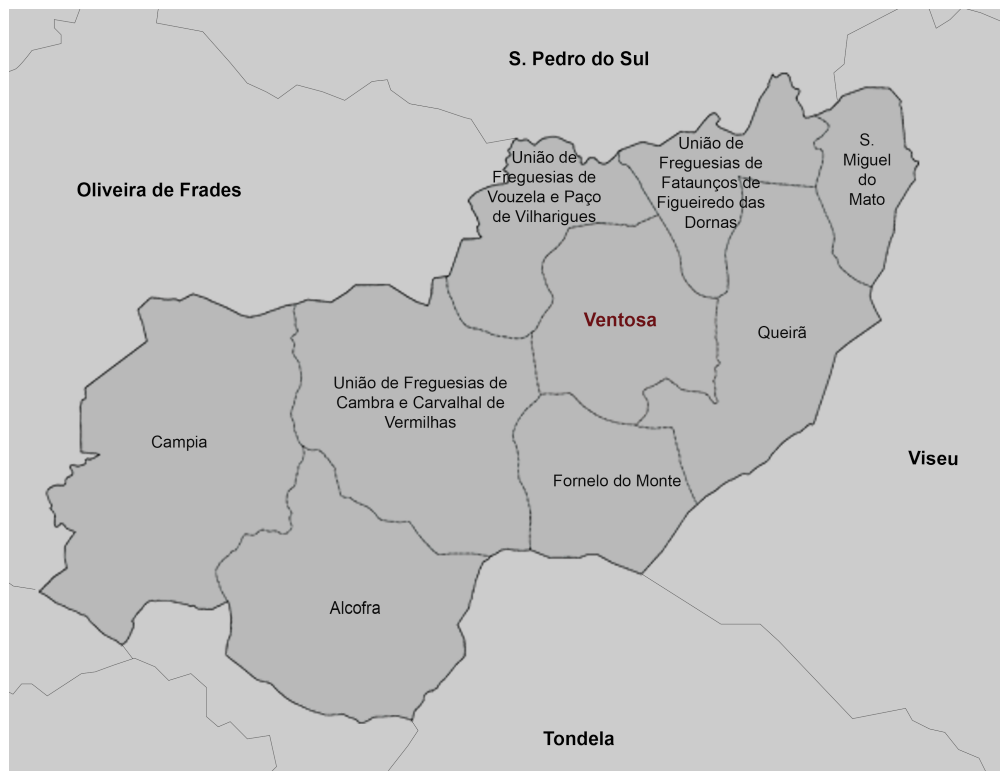 S. Pedro do Sul
União de
Freguesias de
Vouzela e Paço
de Vilharigues
União de
Freguesias de
Fataunços de
Figueiredo das
Dornas
S.
Miguel
do
Mato
Oliveira de Frades
Ventosa
Queirã
União de Freguesias de
Cambra e Carvalhal de
Vermilhas
Campia
Viseu
Fornelo do Monte
Alcofra
Tondela